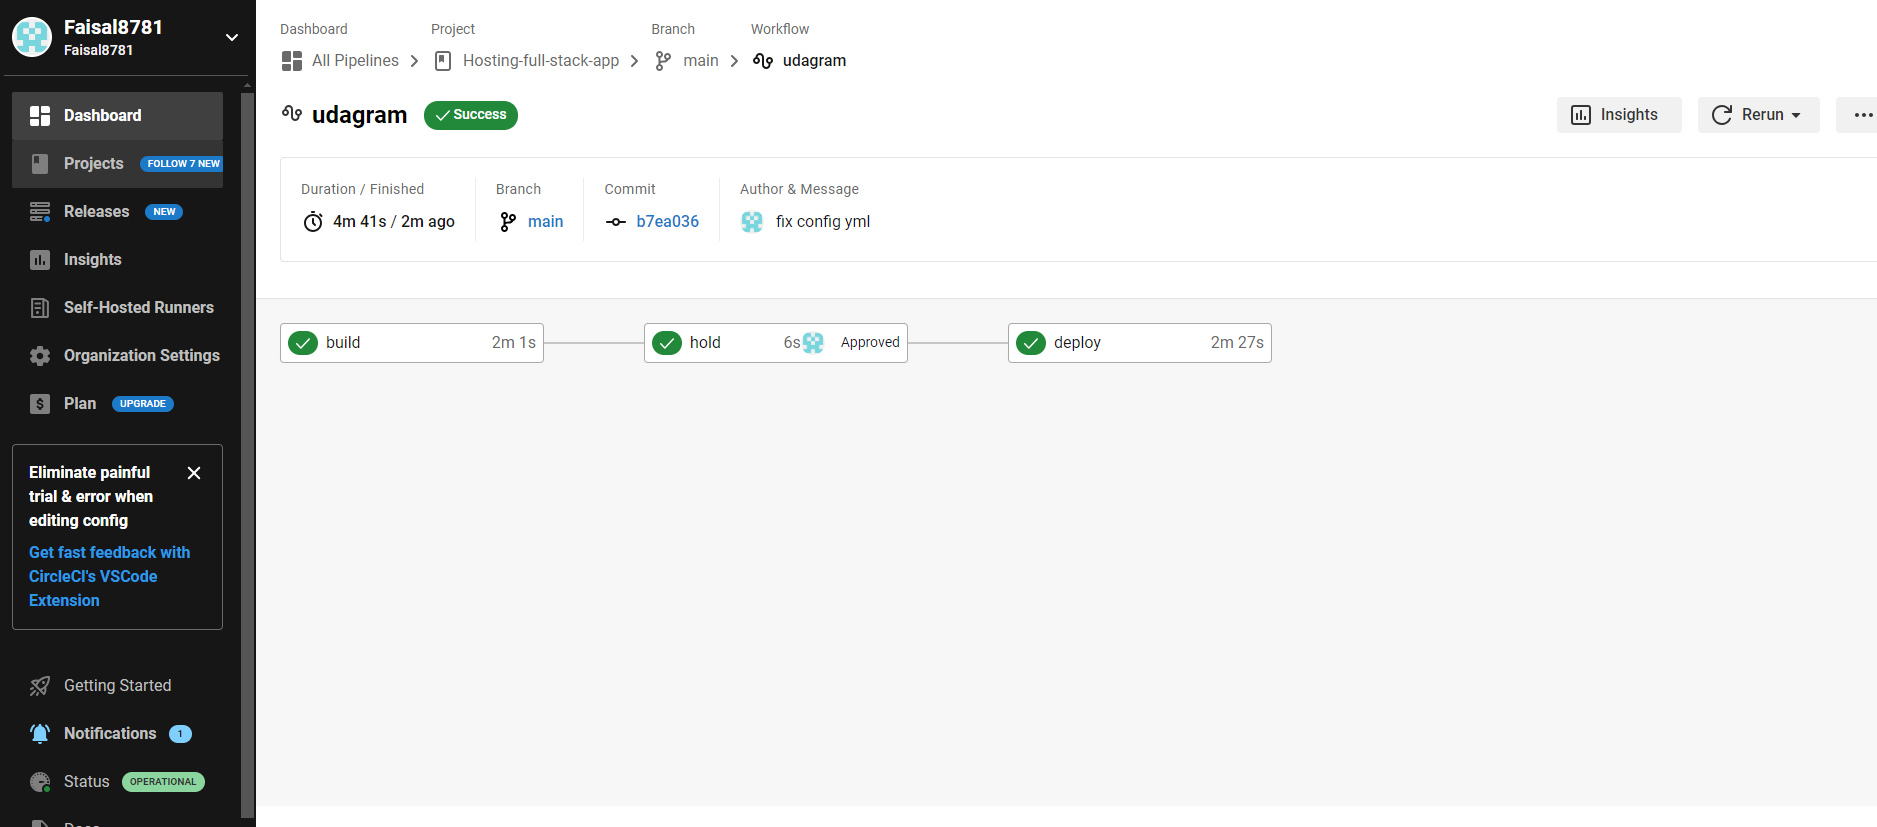 Faisal8781
Faisal8781
Dashboard
Projects FOLLOW 7 NEW
Releases NEW
Insights
Self-Hosted Runners
Organization Settings
Plan UPGRADE
Eliminate painful
trial & error when
editing config
Get fast feedback with
CircleCI's VSCode
Extension
Getting Started
Notifications 1
Status OPERATIONAL
Docs
Dashboard Project Branch Workflow
All Pipelines Hosting-full-stack-app main udagram
udagram Success
Insights Rerun
Duration / Finished Branch Commit Author & Message
4m 41s / 2m ago main b7ea036 fix config yml
build 2m 1s hold 6s Approved deploy 2m 27s